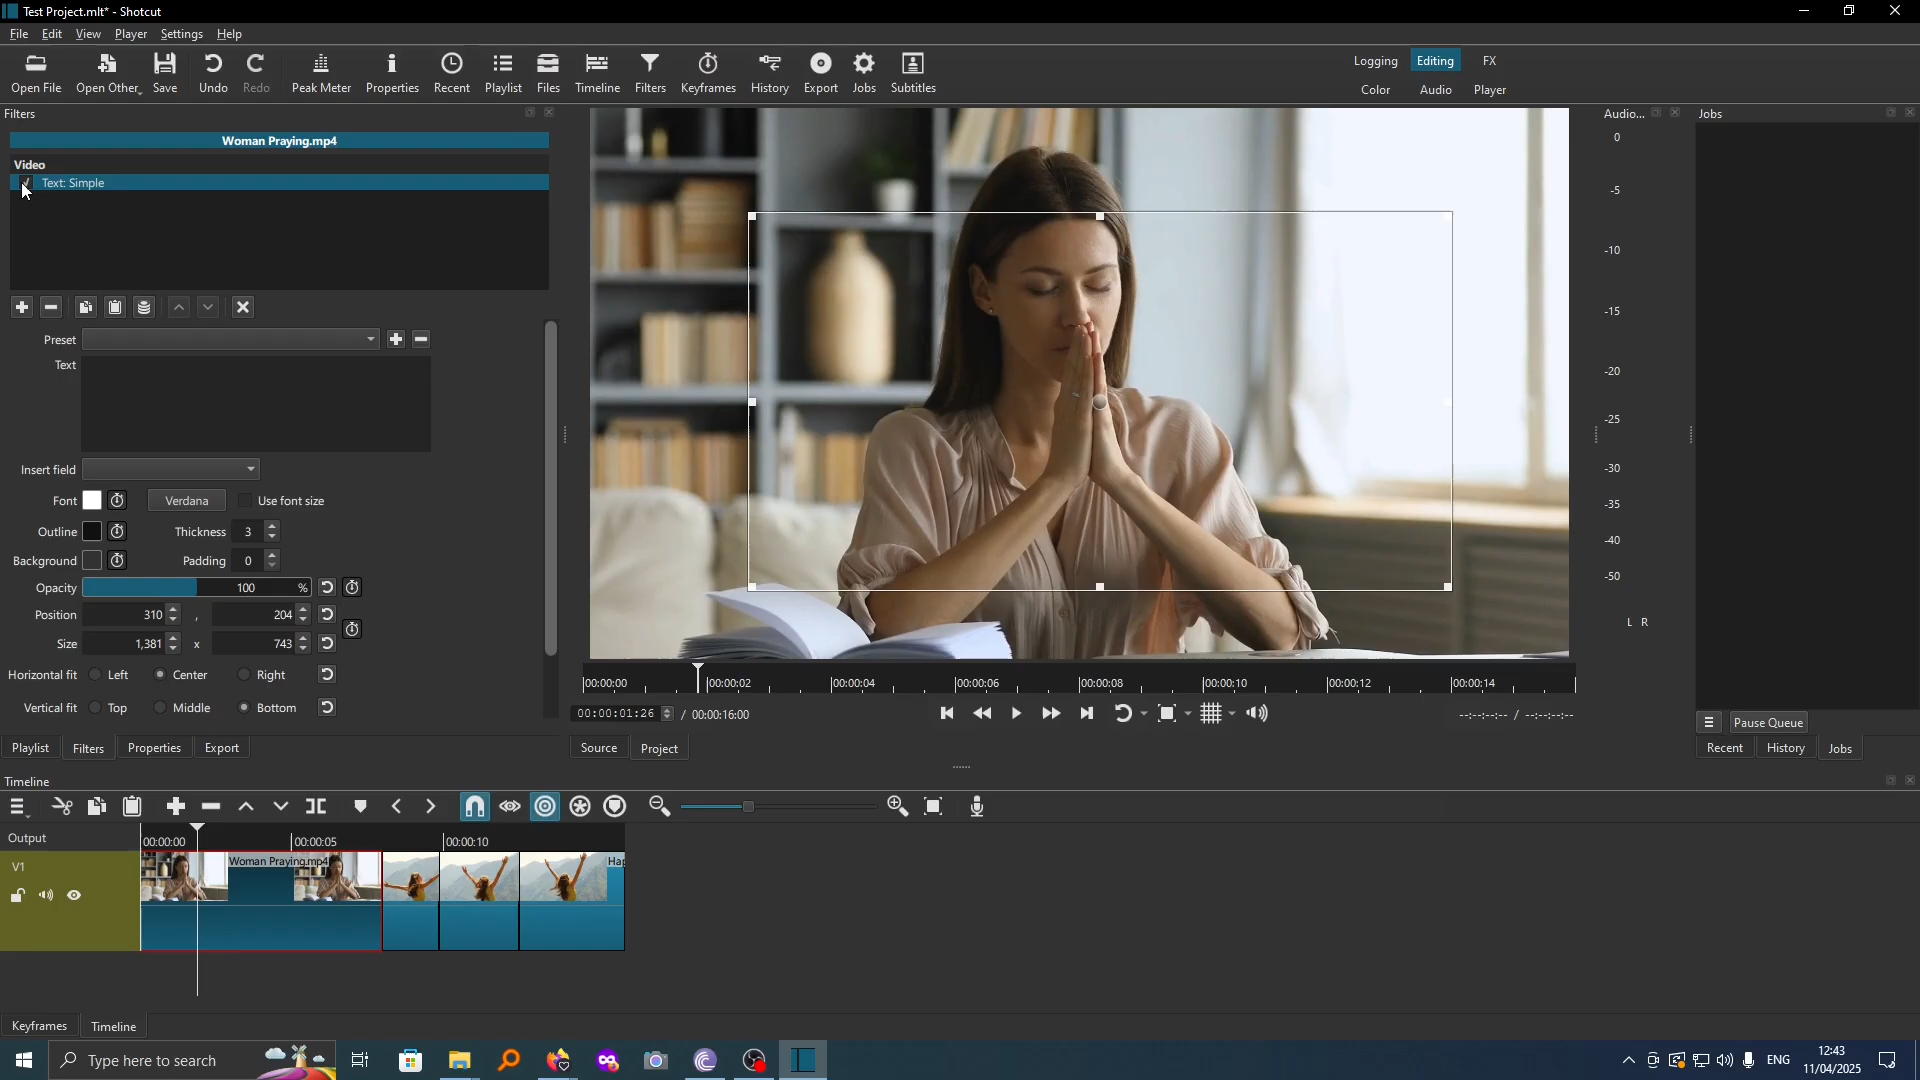 Test Project.mlt* - Shotcut
File Edit View Player Settings Help
Open File Open Other Save Undo Redo Peak Meter Properties Recent Playlist Files Timeline Filters Keyframes History Export Jobs Subtitles
Logging Editing FX
Color Audio Player
Filters
Woman Praying.mp4
Video
Text: Simple
Preset
Text
Insert field
Font Verdana Use font size
Outline Thickness 3
Background Padding 0
Opacity 100 %
Position 310 , 204
Size 1,381 x 743
Horizontal fit Left Center Right
Vertical fit Top Middle Bottom
Playlist Filters Properties Export
00:00:00 00:00:02 00:00:04 00:00:06 00:00:08 00:00:10 00:00:12 00:00:14
00:00:01:26 / 00:00:16:00 --:--:--:-- / --:--:--:--
Source Project
Audio...
0
-5
-10
-15
-20
-25
-30
-35
-40
-50
L R
Jobs
Pause Queue
Recent History Jobs
Timeline
Output
00:00:00 00:00:05 00:00:10
V1
Woman Praying.mp4
Hap
Keyframes Timeline
Type here to search
ENG
12:43
11/04/2025